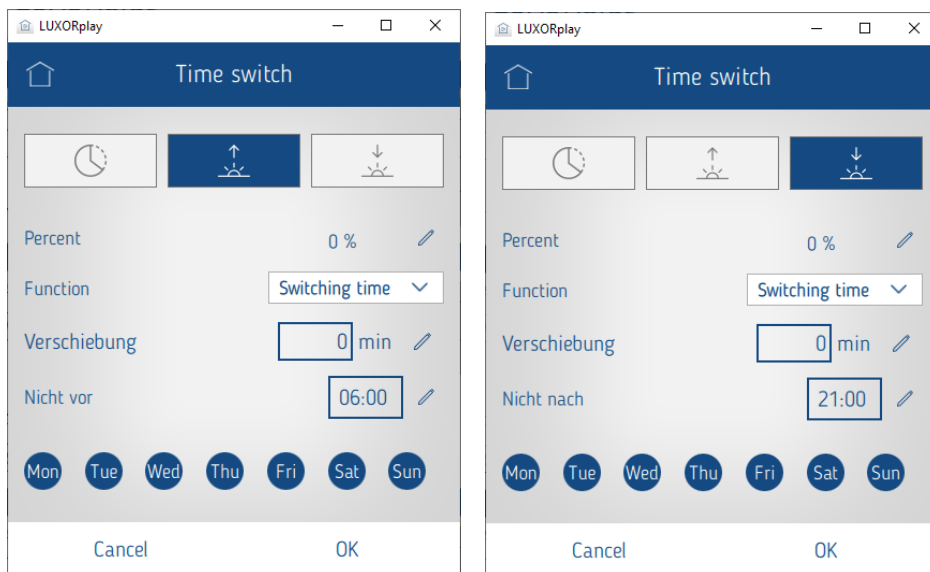 LUXORplay
Time switch
Percent 0 %
Function Switching time
Verschiebung 0 min
Nicht vor 06:00
Mon Tue Wed Thu Fri Sat Sun
Cancel OK
LUXORplay
Time switch
Percent 0 %
Function Switching time
Verschiebung 0 min
Nicht nach 21:00
Mon Tue Wed Thu Fri Sat Sun
Cancel OK